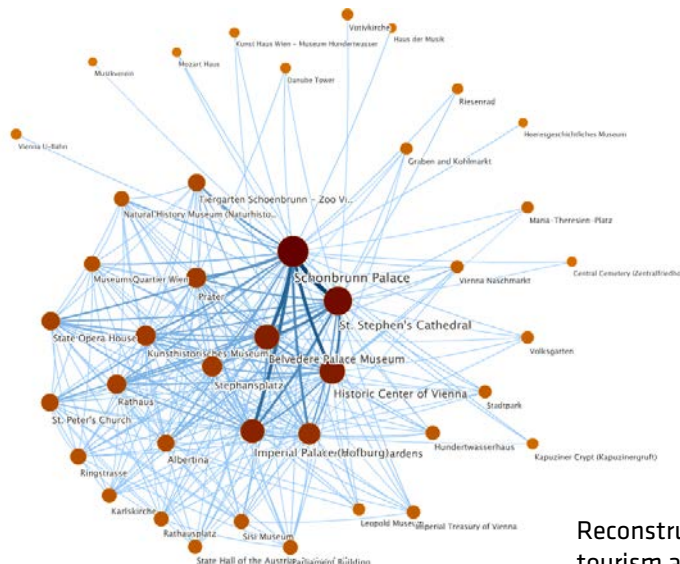 Votivkirche
Haus der Musik
Kunst Haus Wien - Museum Hundertwasser
Mozart Haus
Musikverein
Danube Tower
Riesenrad
Heeresgeschichtliches Museum
Vienna U-Bahn
Graben and Kohlmarkt
Tiergarten Schoenbrunn - Zoo Vi...
Natural History Museum (Naturhisto...
Maria-Theresien-Platz
Central Cemetery (Zentralfriedho
MuseumsQuartier Wien
Prater
Schonbrunn Palace
Vienna Naschmarkt
St. Stephen's Cathedral
State Opera House
Kunsthistorisches Museum
Belvedere Palace Museum
Volksgarten
Stephansplatz
Historic Center of Vienna
Rathaus
Stadtpark
St. Peter's Church
Albertina
Imperial Palace (Hofburg)
ardens
Hundertwasserhaus
Kapuziner Crypt (Kapuzinergruft)
Ringstrasse
Karlskirche
Rathausplatz
Sisi Museum
Leopold Museum
Imperial Treasury of Vienna
State Hall of the Austria
Parliament Building
Reconstru
tourism a